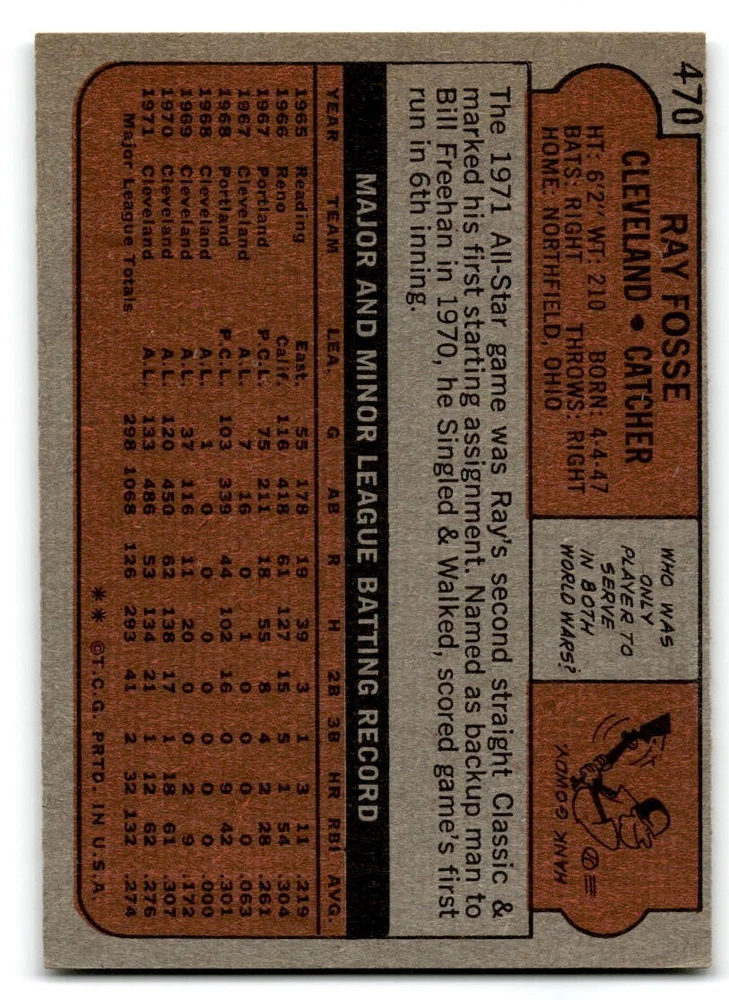 470
RAY FOSSE
CLEVELAND • CATCHER
HT: 6'2" WT: 210 BORN: 4-4-47
BATS: RIGHT THROWS: RIGHT
HOME: NORTHFIELD, OHIO
WHO WAS
ONLY
PLAYER TO
SERVE
IN BOTH
WORLD WARS?
HANK GOWDY
The 1971 All-Star game was Ray's second straight Classic &
marked his first starting assignment. Named as backup man to
Bill Freehan in 1970, he Singled & Walked, scored game's first
run in 6th inning.
MAJOR AND MINOR LEAGUE BATTING RECORD
YEAR TEAM LEA. G AB R H 2B 3B HR RBI AVG.
1965 Reading East. 55 178 19 39 3 1 3 11 .219
1966 Reno Calif. 116 418 61 127 15 5 1 54 .304
1967 Portland P.C.L. 75 211 18 55 8 4 2 28 .261
1967 Cleveland A.L. 7 16 0 1 0 0 0 0 .063
1968 Portland P.C.L. 103 339 44 102 16 0 9 42 .301
1968 Cleveland A.L. 1 0 0 0 0 0 0 0 .000
1969 Cleveland A.L. 37 116 11 20 0 0 2 9 .172
1970 Cleveland A.L. 120 450 62 138 17 1 18 61 .307
1971 Cleveland A.L. 133 486 53 134 21 1 12 62 .276
Major League Totals 298 1068 126 293 41 2 32 132 .274
** ©T.C.G. PRTD. IN U.S.A.